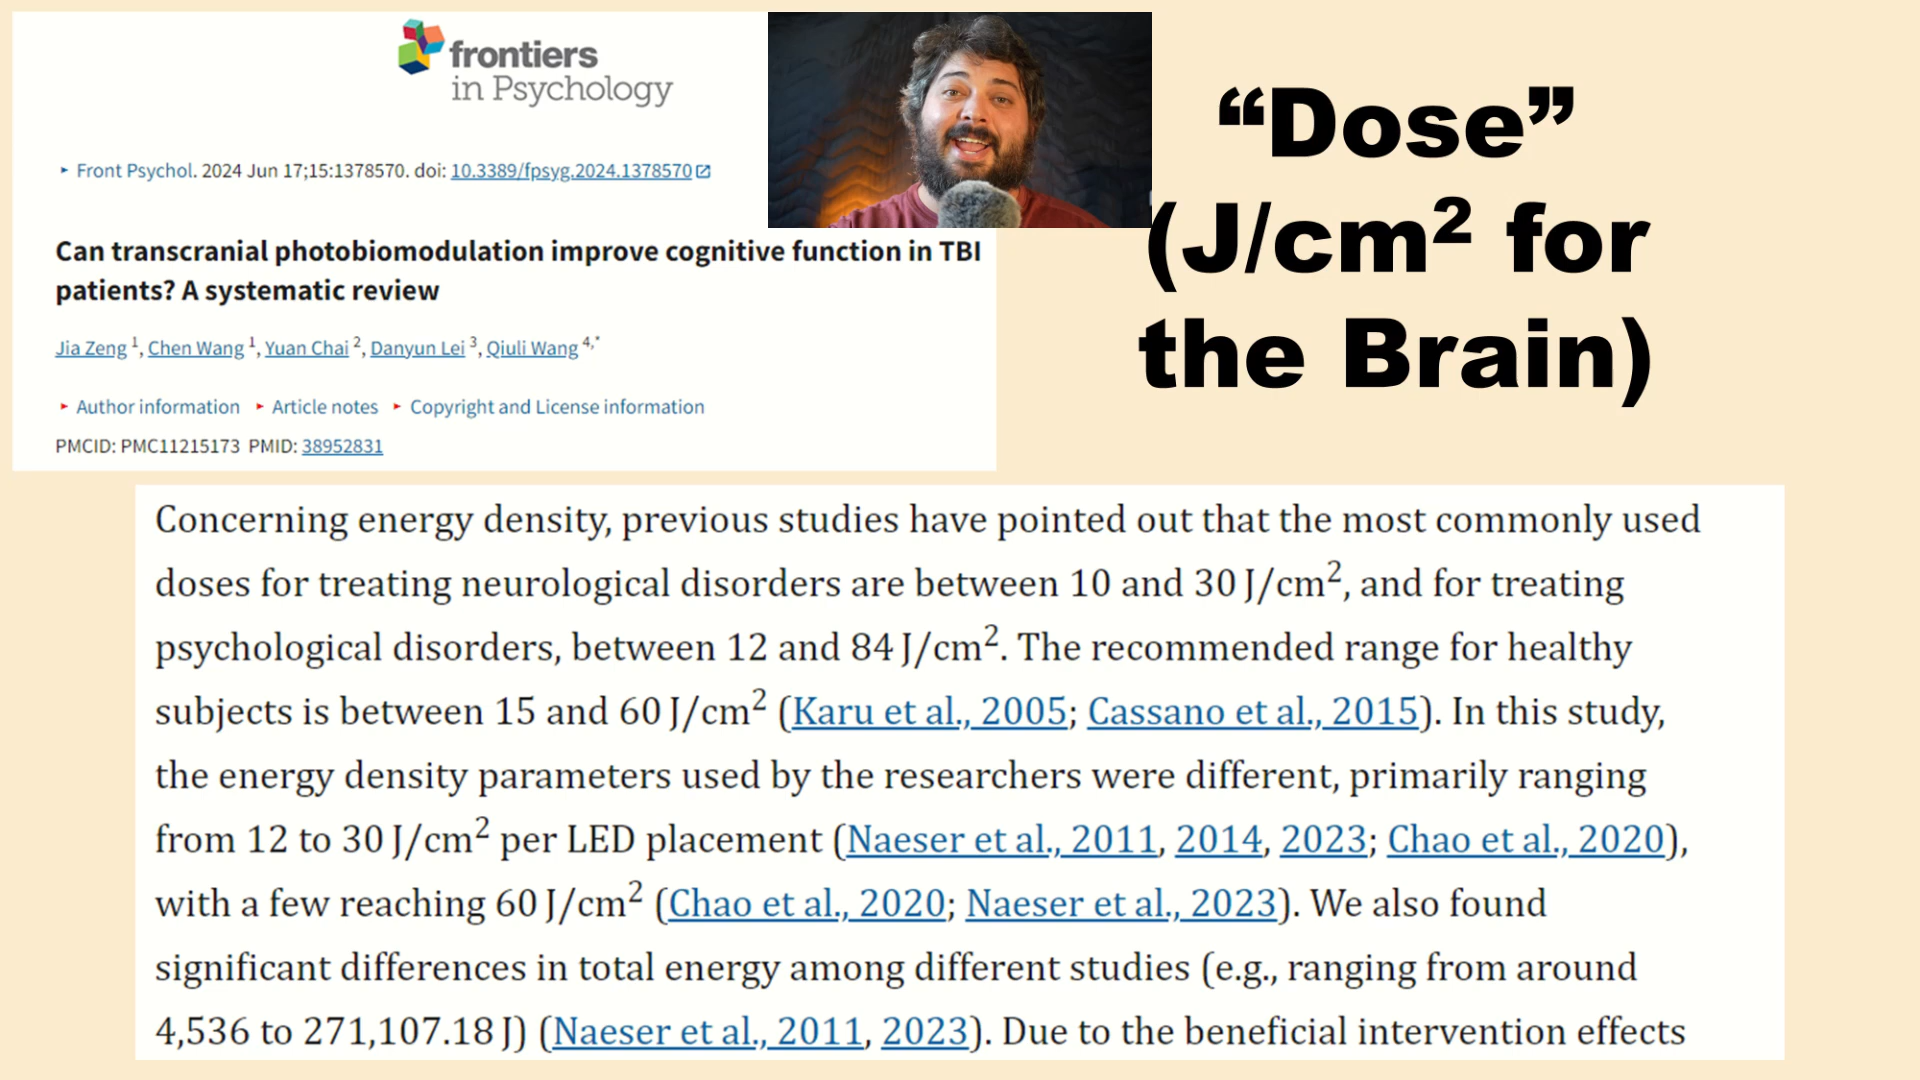 frontiers
in Psychology
‣ Front Psychol. 2024 Jun 17;15:1378570. doi: 10.3389/fpsyg.2024.1378570
Can transcranial photobiomodulation improve cognitive function in TBI
patients? A systematic review
Jia Zeng 1, Chen Wang 1, Yuan Chai 2, Danyun Lei 3, Qiuli Wang 4,*
‣ Author information ‣ Article notes ‣ Copyright and License information
PMCID: PMC11215173 PMID: 38952831
“Dose”
(J/cm² for
the Brain)
Concerning energy density, previous studies have pointed out that the most commonly used
doses for treating neurological disorders are between 10 and 30 J/cm², and for treating
psychological disorders, between 12 and 84 J/cm². The recommended range for healthy
subjects is between 15 and 60 J/cm² (Karu et al., 2005; Cassano et al., 2015). In this study,
the energy density parameters used by the researchers were different, primarily ranging
from 12 to 30 J/cm² per LED placement (Naeser et al., 2011, 2014, 2023; Chao et al., 2020),
with a few reaching 60 J/cm² (Chao et al., 2020; Naeser et al., 2023). We also found
significant differences in total energy among different studies (e.g., ranging from around
4,536 to 271,107.18 J) (Naeser et al., 2011, 2023). Due to the beneficial intervention effects